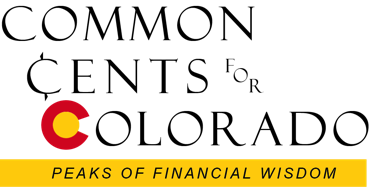 COMMON
¢ENTS FOR
COLORADO
PEAKS OF FINANCIAL WISDOM